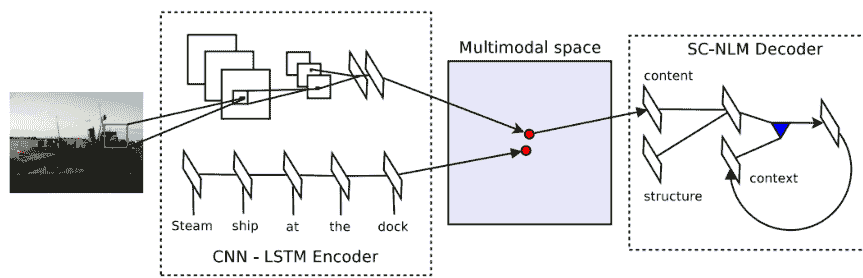 Multimodal space
SC-NLM Decoder
content
structure
context
Steam ship at the dock
CNN - LSTM Encoder